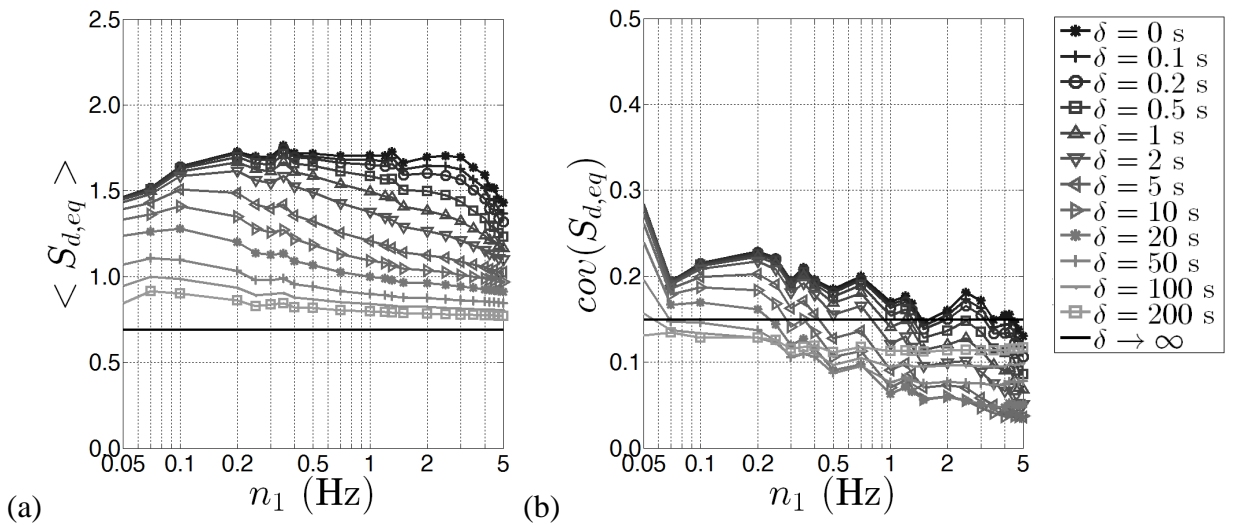 2.5
2.0
1.5
1.0
0.5
0.0
0.05 0.1 0.2 0.5 1 2 5
< S_{d,eq} >
n_1 (Hz)
(a)
0.5
0.4
0.3
0.2
0.1
0.0
0.05 0.1 0.2 0.5 1 2 5
cov(S_{d,eq})
n_1 (Hz)
(b)
δ = 0 s
δ = 0.1 s
δ = 0.2 s
δ = 0.5 s
δ = 1 s
δ = 2 s
δ = 5 s
δ = 10 s
δ = 20 s
δ = 50 s
δ = 100 s
δ = 200 s
δ → ∞